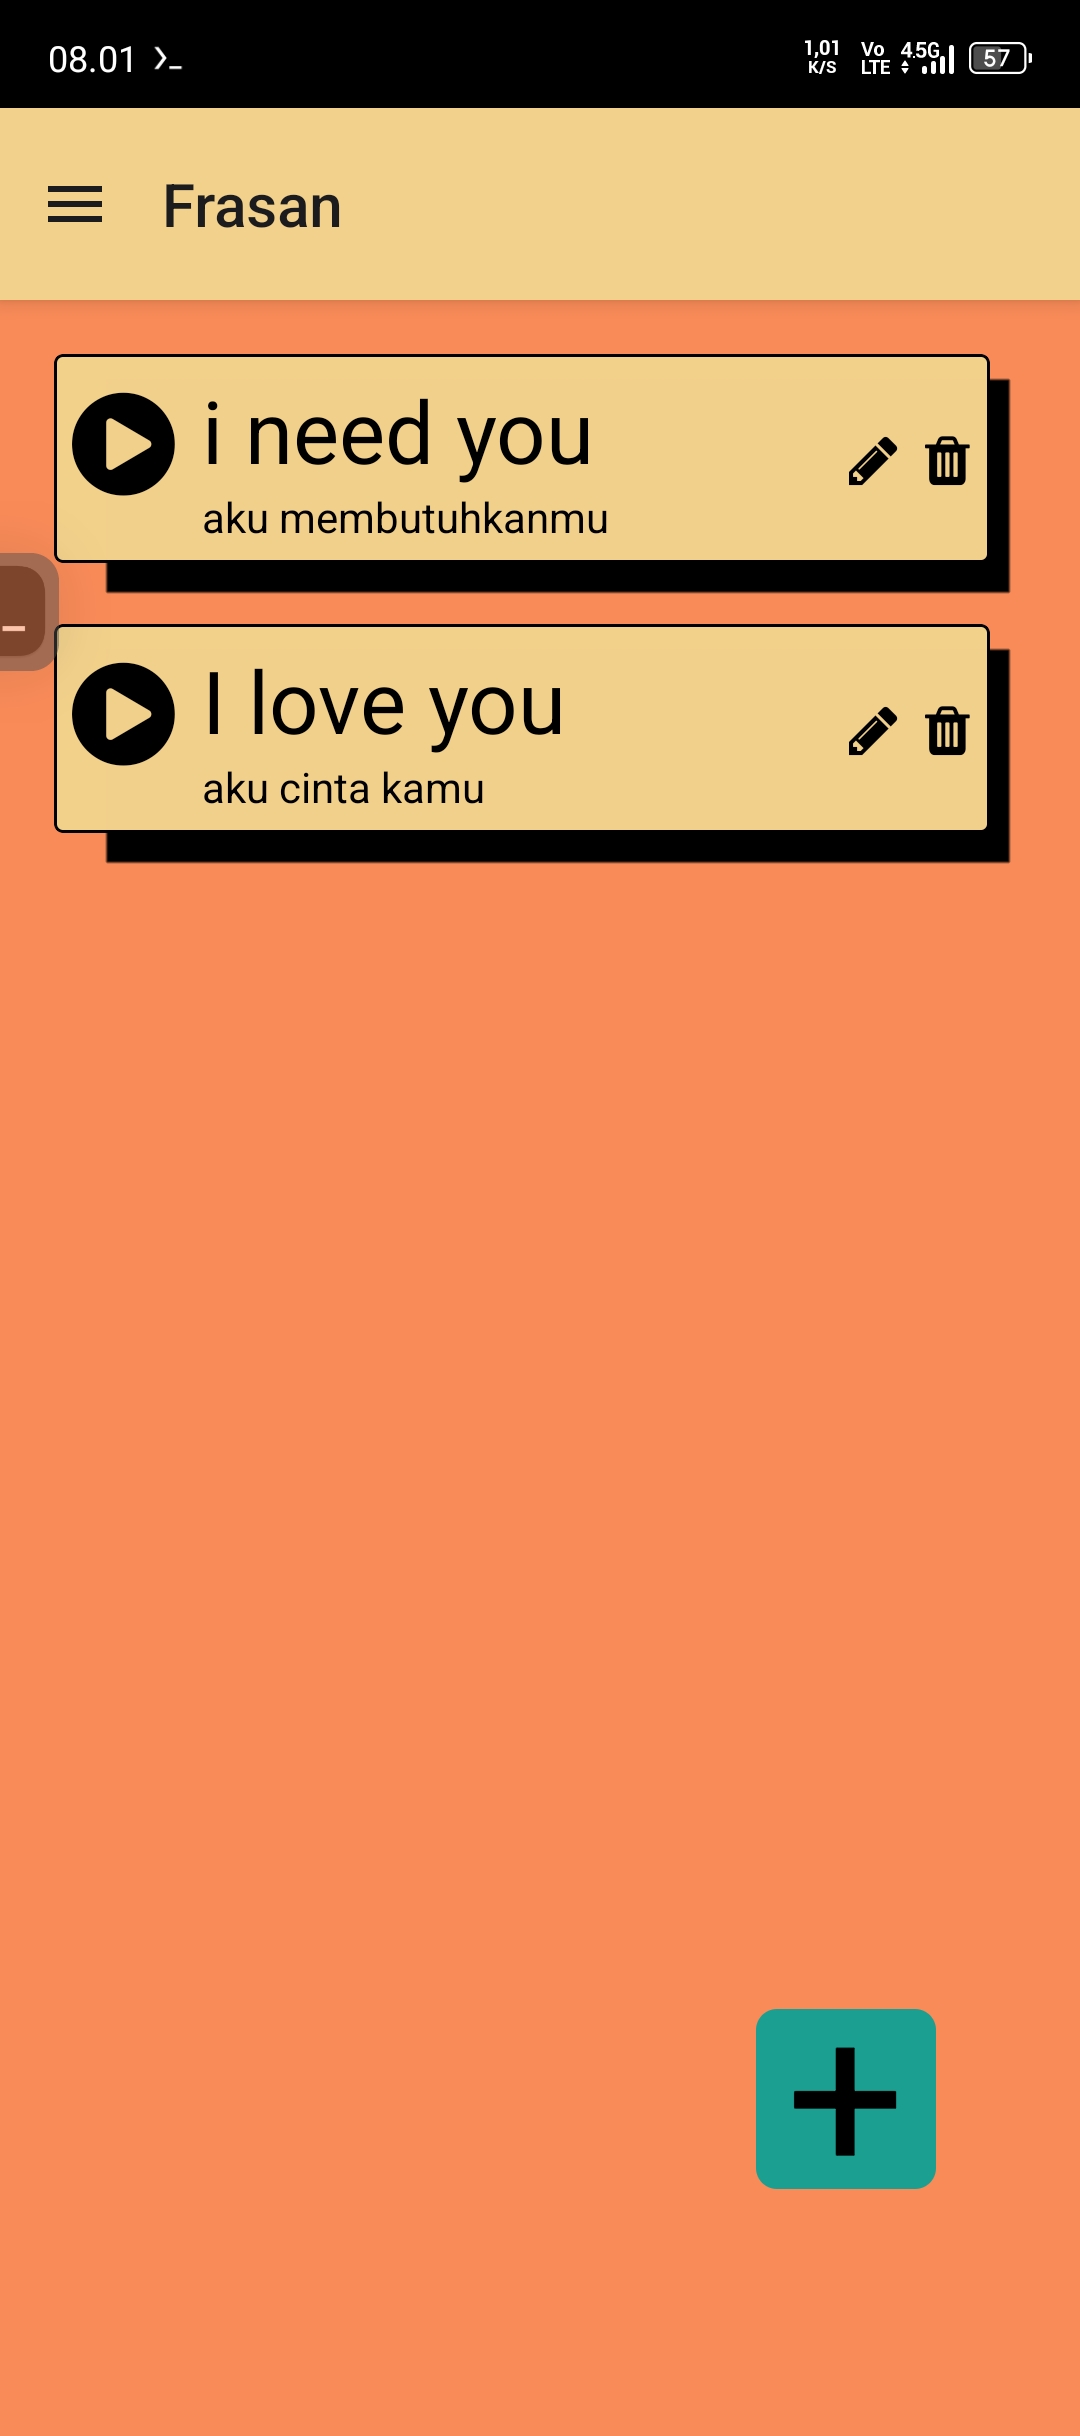 08.01
1,01
K/S
Vo
LTE
4.5G
57
Frasan
i need you
aku membutuhkanmu
I love you
aku cinta kamu